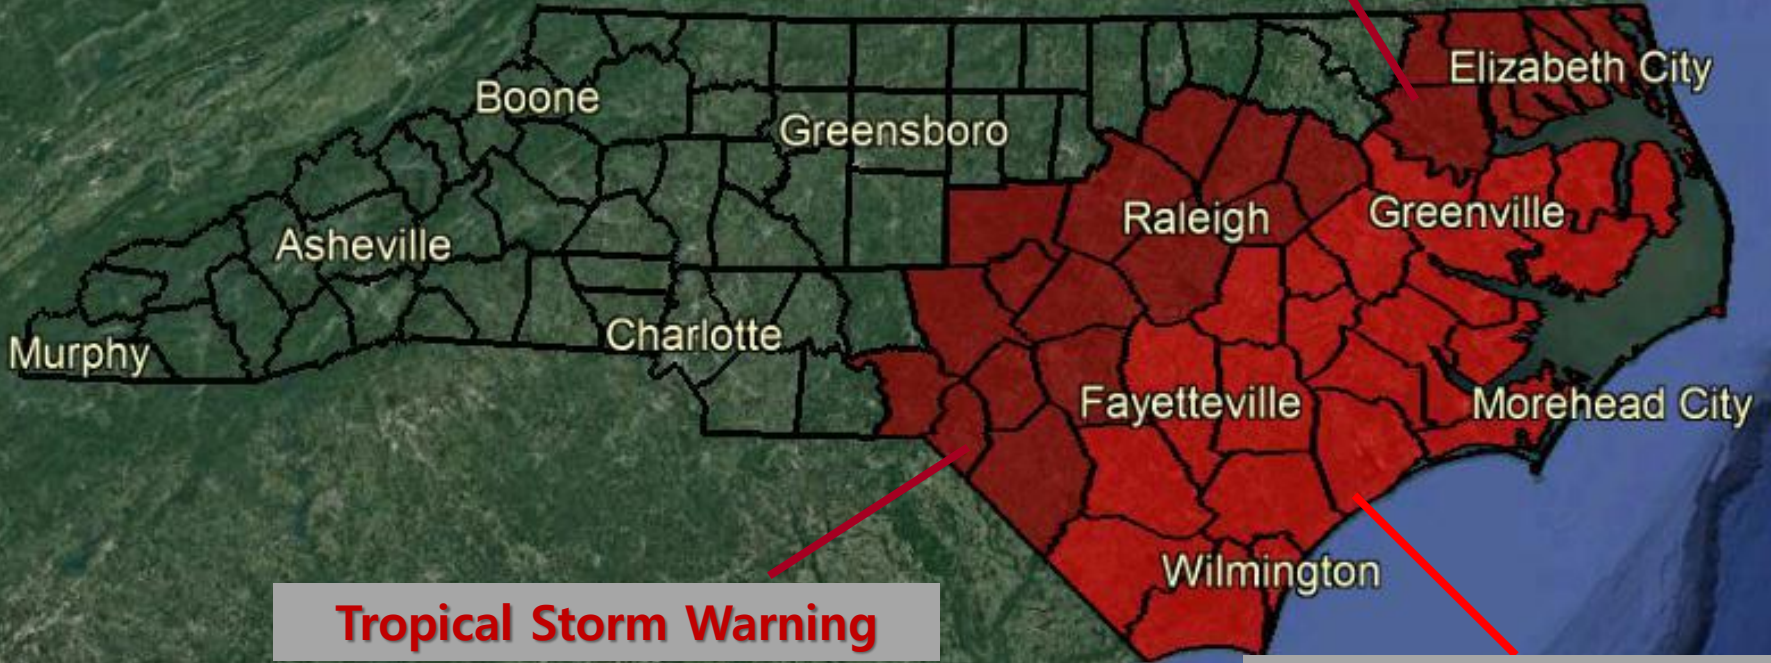 Elizabeth City
Boone
Greensboro
Raleigh
Greenville
Asheville
Charlotte
Murphy
Fayetteville
Morehead City
Wilmington
Tropical Storm Warning